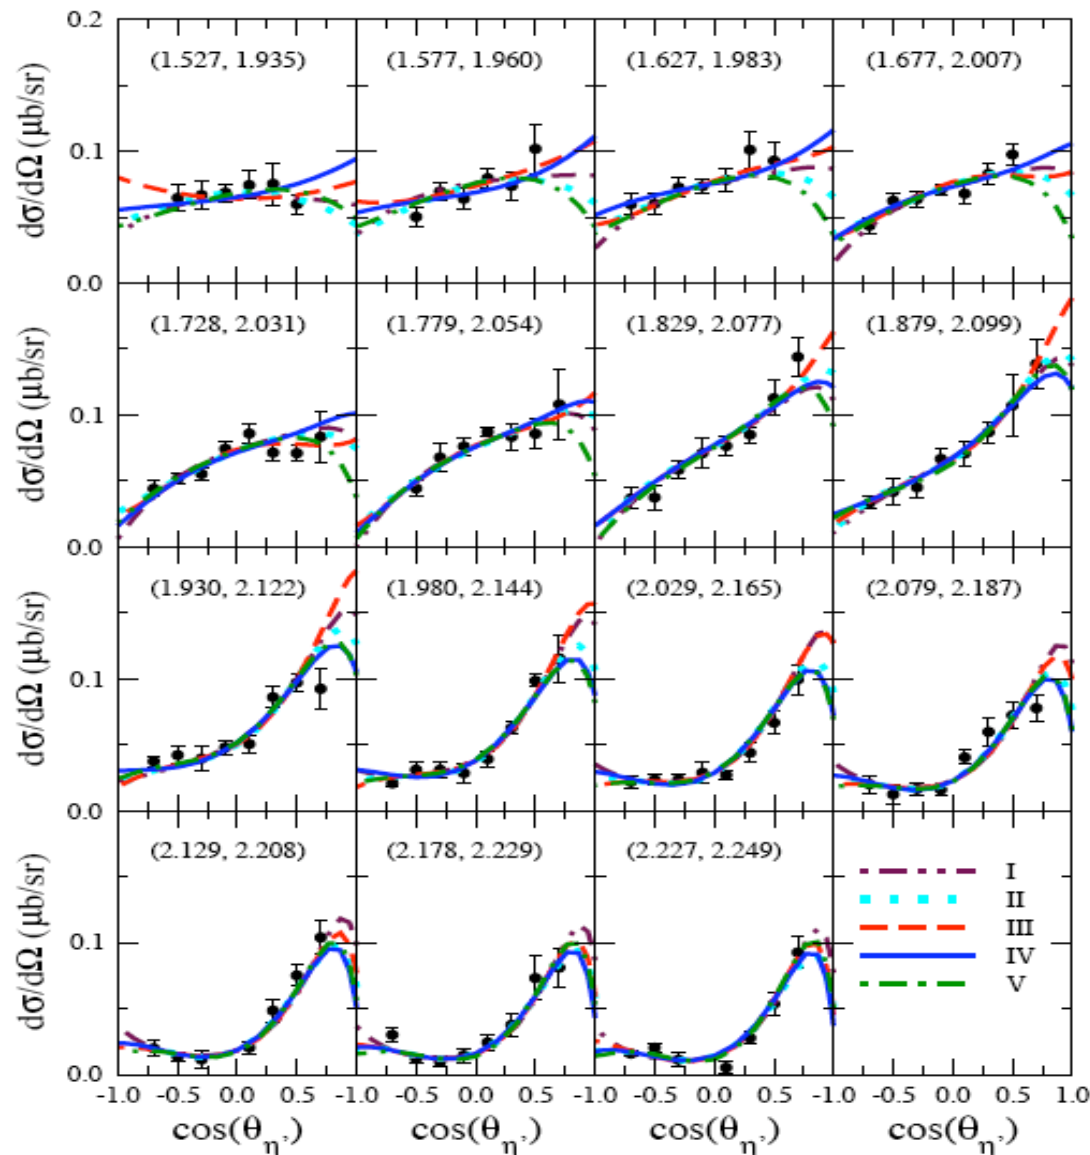 0.2
(1.527, 1.935) (1.577, 1.960) (1.627, 1.983) (1.677, 2.007)
dσ/dΩ (μb/sr)
0.1
0.0
(1.728, 2.031) (1.779, 2.054) (1.829, 2.077) (1.879, 2.099)
dσ/dΩ (μb/sr)
0.1
0.0
(1.930, 2.122) (1.980, 2.144) (2.029, 2.165) (2.079, 2.187)
dσ/dΩ (μb/sr)
0.1
0.0
(2.129, 2.208) (2.178, 2.229) (2.227, 2.249)
I
II
III
IV
V
dσ/dΩ (μb/sr)
0.1
0.0
-1.0 -0.5 0.0 0.5 -1.0 -0.5 0.0 0.5 -1.0 -0.5 0.0 0.5 -1.0 -0.5 0.0 0.5 1.0
cos(θη') cos(θη') cos(θη') cos(θη')